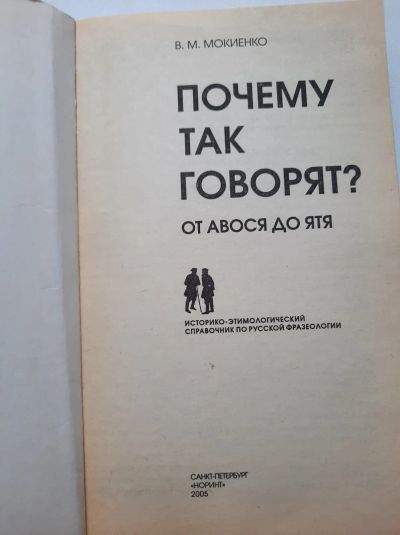 В. М. МОКИЕНКО
ПОЧЕМУ
ТАК
ГОВОРЯТ?
ОТ АВОСЯ ДО ЯТЯ
ИСТОРИКО-ЭТИМОЛОГИЧЕСКИЙ
СПРАВОЧНИК ПО РУССКОЙ ФРАЗЕОЛОГИИ
САНКТ-ПЕТЕРБУРГ
«НОРИНТ»
2005